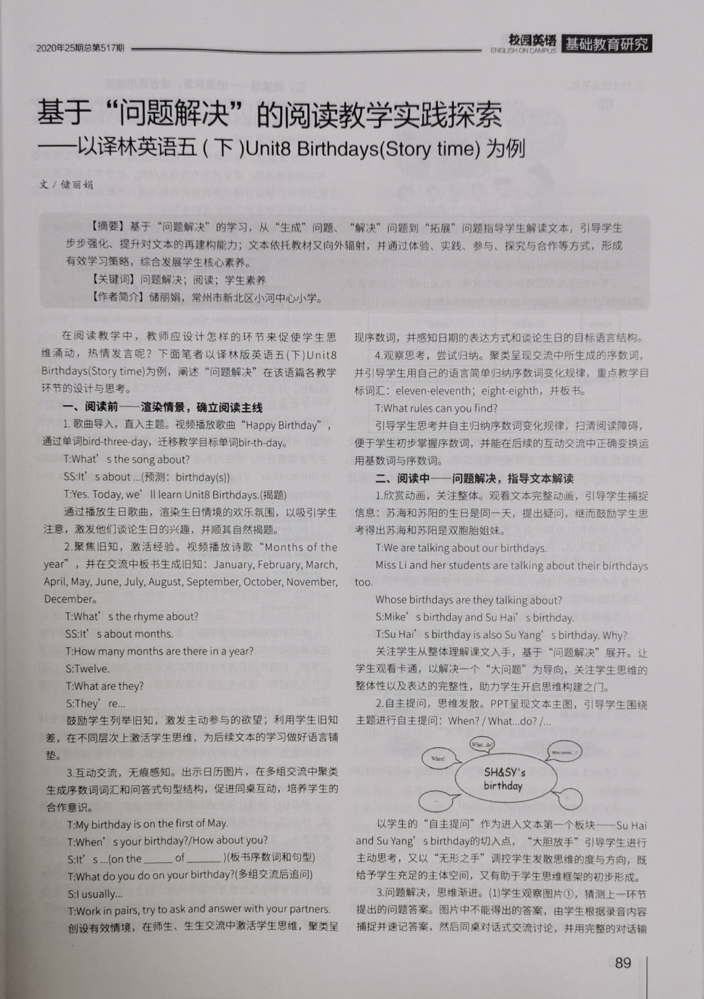 2020年25期总第517期
校园英语
ENGLISH ON CAMPUS
基础教育研究
基于“问题解决”的阅读教学实践探索
——以译林英语五(下)Unit8 Birthdays(Story time)为例
文/储丽娟
【摘要】基于“问题解决”的学习，从“生成”问题、“解决”问题到“拓展”问题指导学生解读文本，引导学生
步步强化、提升对文本的再建构能力；文本依托教材又向外辐射，并通过体验、实践、参与、探究与合作等方式，形成
有效学习策略，综合发展学生核心素养。
【关键词】问题解决；阅读；学生素养
【作者简介】储丽娟，常州市新北区小河中心小学。
在阅读教学中，教师应设计怎样的环节来促使学生思
维涌动，热情发言呢？下面笔者以译林版英语五(下)Unit8
Birthdays(Story time)为例，阐述“问题解决”在该语篇各教学
环节的设计与思考。
一、阅读前——渲染情景，确立阅读主线
1.歌曲导入，直入主题。视频播放歌曲“Happy Birthday”，
通过单词bird-three-day，迁移教学目标单词bir-th-day。
T:What’s the song about?
SS:It’s about ...(预测：birthday(s))
T:Yes. Today, we’ll learn Unit8 Birthdays.(揭题)
通过播放生日歌曲，渲染生日情境的欢乐氛围，以吸引学生
注意，激发他们谈论生日的兴趣，并顺其自然揭题。
2.聚焦旧知，激活经验。视频播放诗歌“Months of the
year”，并在交流中板书生成旧知：January, February, March,
April, May, June, July, August, September, October, November,
December。
T:What’s the rhyme about?
SS:It’s about months.
T:How many months are there in a year?
S:Twelve.
T:What are they?
S:They’re...
鼓励学生列举旧知，激发主动参与的欲望；利用学生旧知
差，在不同层次上激活学生思维，为后续文本的学习做好语言铺
垫。
3.互动交流，无痕感知。出示日历图片，在多组交流中聚类
生成序数词词汇和问答式句型结构，促进同桌互动，培养学生的
合作意识。
T:My birthday is on the first of May.
T:When’s your birthday?/How about you?
S:It’s ...(on the _____ of ______)(板书序数词和句型)
T:What do you do on your birthday?(多组交流后追问)
S:I usually...
T:Work in pairs, try to ask and answer with your partners.
创设有效情境，在师生、生生交流中激活学生思维，聚类呈
现序数词，并感知日期的表达方式和谈论生日的目标语言结构。
4.观察思考，尝试归纳。聚类呈现交流中所生成的序数词，
并引导学生用自己的语言简单归纳序数词变化规律，重点教学目
标词汇：eleven-eleventh；eight-eighth，并板书。
T:What rules can you find?
引导学生思考并自主归纳序数词变化规律，扫清阅读障碍，
便于学生初步掌握序数词，并能在后续的互动交流中正确变换运
用基数词与序数词。
二、阅读中——问题解决，指导文本解读
1.欣赏动画，关注整体。观看文本完整动画，引导学生捕捉
信息：苏海和苏阳的生日是同一天，提出疑问，继而鼓励学生思
考得出苏海和苏阳是双胞胎姐妹。
T:We are talking about our birthdays.
Miss Li and her students are talking about their birthdays
too.
Whose birthdays are they talking about?
S:Mike’s birthday and Su Hai’s birthday.
T:Su Hai’s birthday is also Su Yang’s birthday. Why?
关注学生从整体理解课文入手，基于“问题解决”展开。让
学生观看卡通，以解决一个“大问题”为导向，关注学生思维的
整体性以及表达的完整性，助力学生开启思维构建之门。
2.自主提问，思维发散。PPT呈现文本主图，引导学生围绕
主题进行自主提问：When? / What...do? /...
What...do?
When?
Who comes...?
SH&SY's
birthday
...
...
以学生的“自主提问”作为进入文本第一个板块——Su Hai
and Su Yang’s birthday的切入点，“大胆放手”引导学生进行
主动思考，又以“无形之手”调控学生发散思维的度与方向，既
给予学生充足的主体空间，又有助于学生思维框架的初步形成。
3.问题解决，思维渐进。(1)学生观察图片①，猜测上一环节
提出的问题答案。图片中不能得出的答案，由学生根据录音内容
捕捉并速记答案，然后同桌对话式交流讨论，并用完整的对话输
89